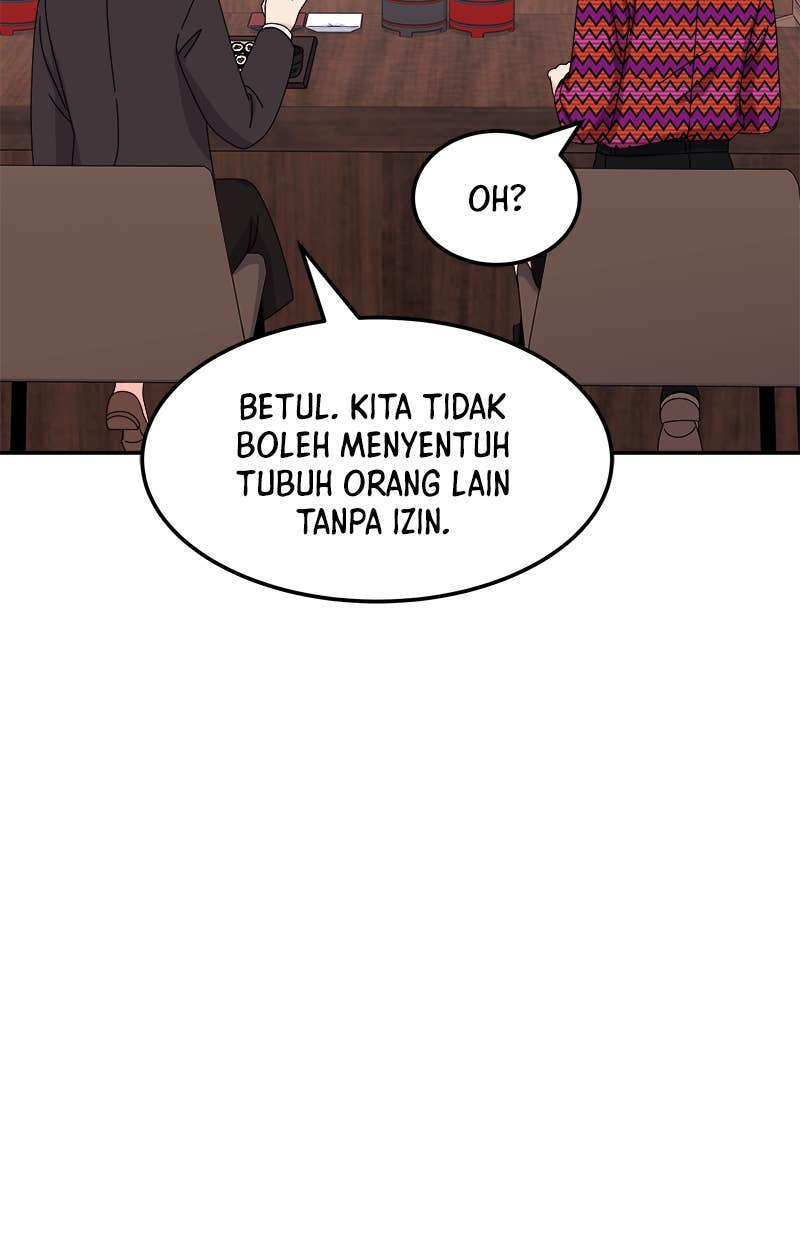 OH?
BETUL. KITA TIDAK
BOLEH MENYENTUH
TUBUH ORANG LAIN
TANPA IZIN.